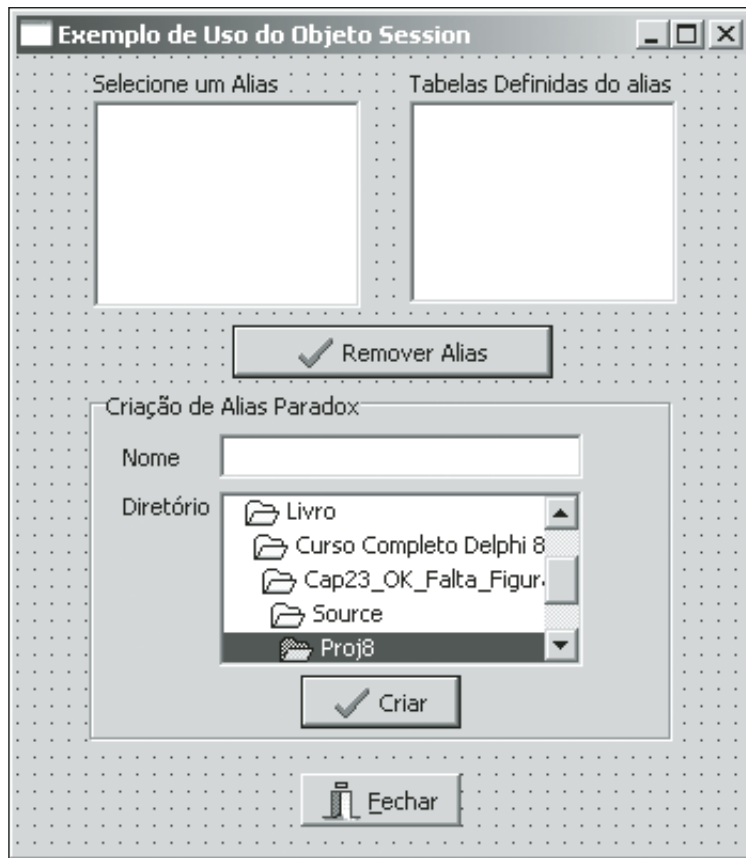 Exemplo de Uso do Objeto Session
Selecione um Alias
Tabelas Definidas do alias
Remover Alias
Criação de Alias Paradox
Nome
Diretório
Livro
Curso Completo Delphi 8
Cap23_OK_Falta_Figur
Source
Proj8
Criar
Fechar